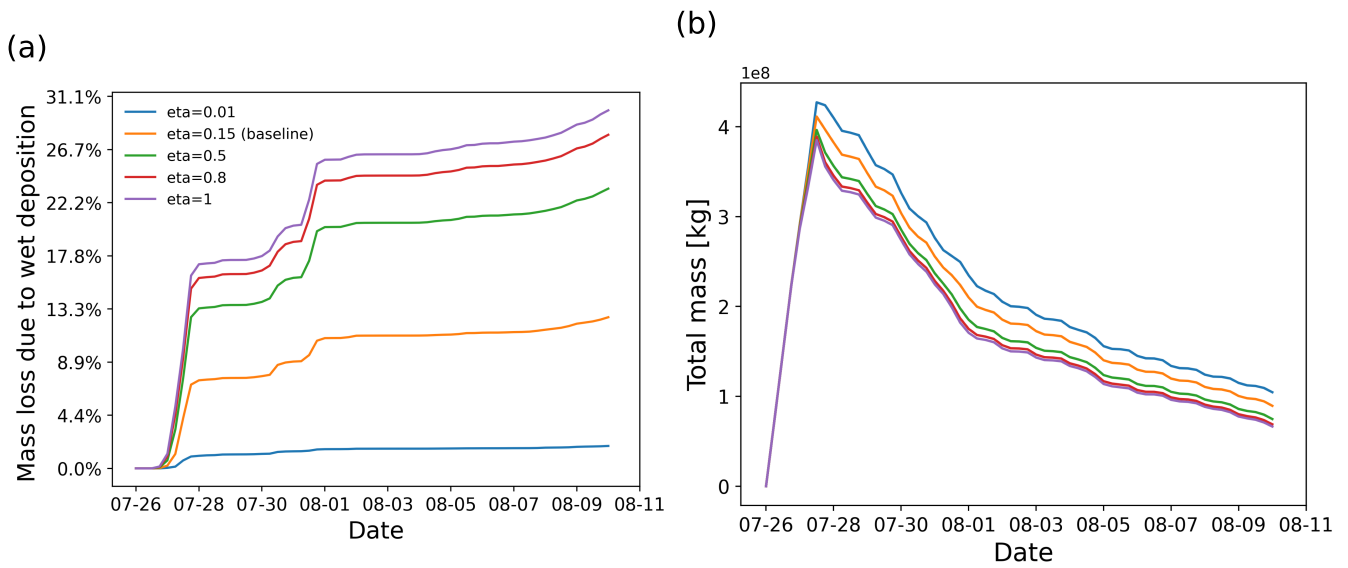 (a)
Mass loss due to wet deposition
31.1%
26.7%
22.2%
17.8%
13.3%
8.9%
4.4%
0.0%
eta=0.01
eta=0.15 (baseline)
eta=0.5
eta=0.8
eta=1
07-26 07-28 07-30 08-01 08-03 08-05 08-07 08-09 08-11
Date
(b)
1e8
Total mass [kg]
4
3
2
1
0
07-26 07-28 07-30 08-01 08-03 08-05 08-07 08-09 08-11
Date